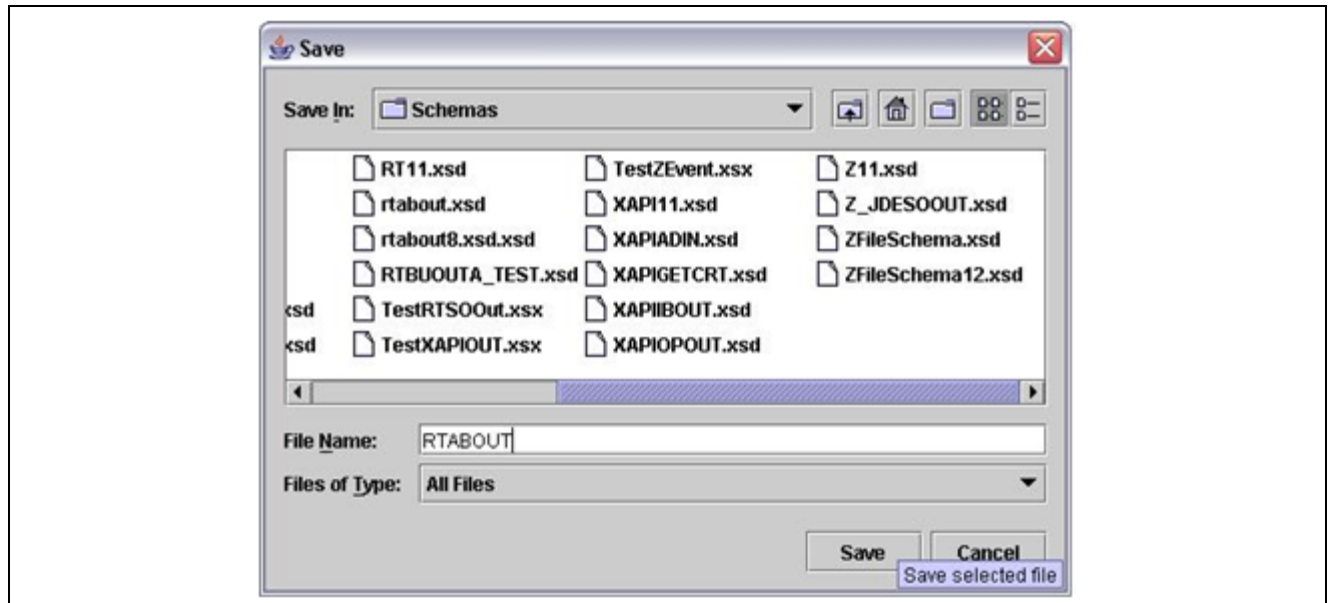 Save
Save In: Schemas
RT11.xsd TestZEvent.xsx Z11.xsd
rtabout.xsd XAPI11.xsd Z_JDESOOUT.xsd
rtabout8.xsd.xsd XAPIADIN.xsd ZFileSchema.xsd
RTBUOUTA_TEST.xsd XAPIGETCRT.xsd ZFileSchema12.xsd
xsd TestRTSOOut.xsx XAPIIBOUT.xsd
xsd TestXAPIOUT.xsx XAPIOPOUT.xsd
File Name: RTABOUT
Files of Type: All Files
Save Cancel
Save selected file